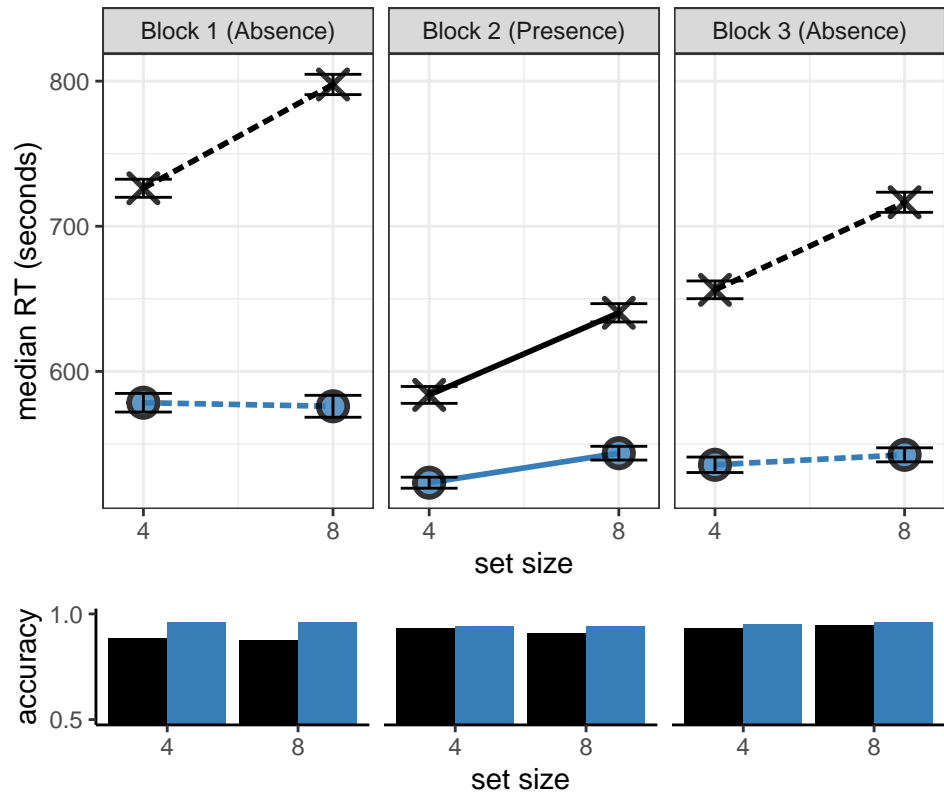 Block 1 (Absence) Block 2 (Presence) Block 3 (Absence)
median RT (seconds)
800
700
600
4 8 4 8 4 8
set size
accuracy
1.0
0.5
4 8 4 8 4 8
set size